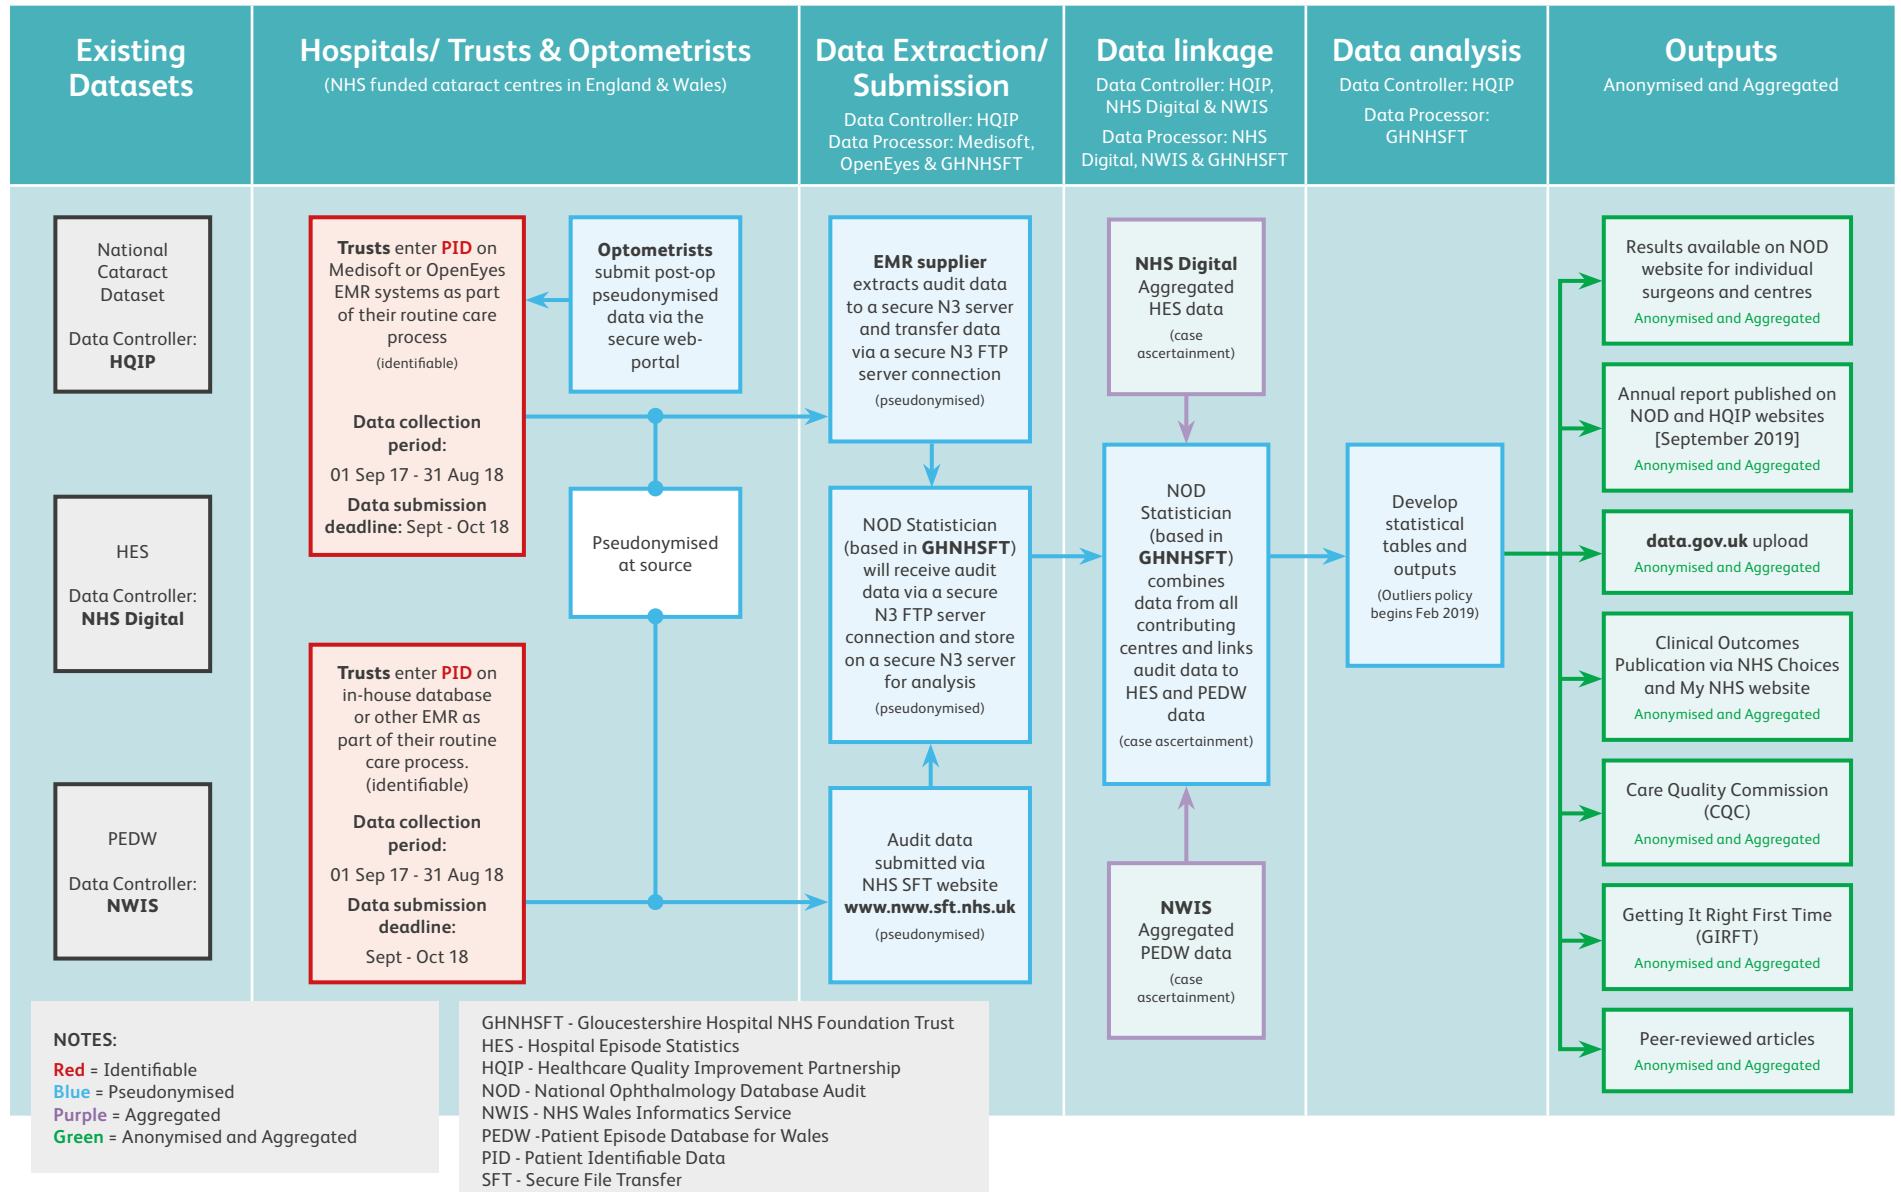 Existing
Datasets
Hospitals/ Trusts & Optometrists
(NHS funded cataract centres in England & Wales)
Data Extraction/
Submission
Data Controller: HQIP
Data Processor: Medisoft,
OpenEyes & GHNHSFT
Data linkage
Data Controller: HQIP,
NHS Digital & NWIS
Data Processor: NHS
Digital, NWIS & GHNHSFT
Data analysis
Data Controller: HQIP
Data Processor:
GHNHSFT
Outputs
Anonymised and Aggregated
National
Cataract
Dataset
Data Controller:
HQIP
HES
Data Controller:
NHS Digital
PEDW
Data Controller:
NWIS
Trusts enter PID on
Medisoft or OpenEyes
EMR systems as part
of their routine care
process
(identifiable)
Data collection
period:
01 Sep 17 - 31 Aug 18
Data submission
deadline: Sept - Oct 18
Trusts enter PID on
in-house database
or other EMR as
part of their routine
care process.
(identifiable)
Data collection
period:
01 Sep 17 - 31 Aug 18
Data submission
deadline:
Sept - Oct 18
Optometrists
submit post-op
pseudonymised
data via the
secure web-
portal
Pseudonymised
at source
EMR supplier
extracts audit data
to a secure N3 server
and transfer data
via a secure N3 FTP
server connection
(pseudonymised)
NOD Statistician
(based in GHNHSFT)
will receive audit
data via a secure
N3 FTP server
connection and store
on a secure N3 server
for analysis
(pseudonymised)
Audit data
submitted via
NHS SFT website
www.nww.sft.nhs.uk
(pseudonymised)
NHS Digital
Aggregated
HES data
(case
ascertainment)
NOD
Statistician
(based in
GHNHSFT)
combines
data from all
contributing
centres and links
audit data to
HES and PEDW
data
(case ascertainment)
NWIS
Aggregated
PEDW data
(case
ascertainment)
Develop
statistical
tables and
outputs
(Outliers policy
begins Feb 2019)
Results available on NOD
website for individual
surgeons and centres
Anonymised and Aggregated
Annual report published on
NOD and HQIP websites
[September 2019]
Anonymised and Aggregated
data.gov.uk upload
Anonymised and Aggregated
Clinical Outcomes
Publication via NHS Choices
and My NHS website
Anonymised and Aggregated
Care Quality Commission
(CQC)
Anonymised and Aggregated
Getting It Right First Time
(GIRFT)
Anonymised and Aggregated
Peer-reviewed articles
Anonymised and Aggregated
NOTES:
Red = Identifiable
Blue = Pseudonymised
Purple = Aggregated
Green = Anonymised and Aggregated
GHNHSFT - Gloucestershire Hospital NHS Foundation Trust
HES - Hospital Episode Statistics
HQIP - Healthcare Quality Improvement Partnership
NOD - National Ophthalmology Database Audit
NWIS - NHS Wales Informatics Service
PEDW -Patient Episode Database for Wales
PID - Patient Identifiable Data
SFT - Secure File Transfer